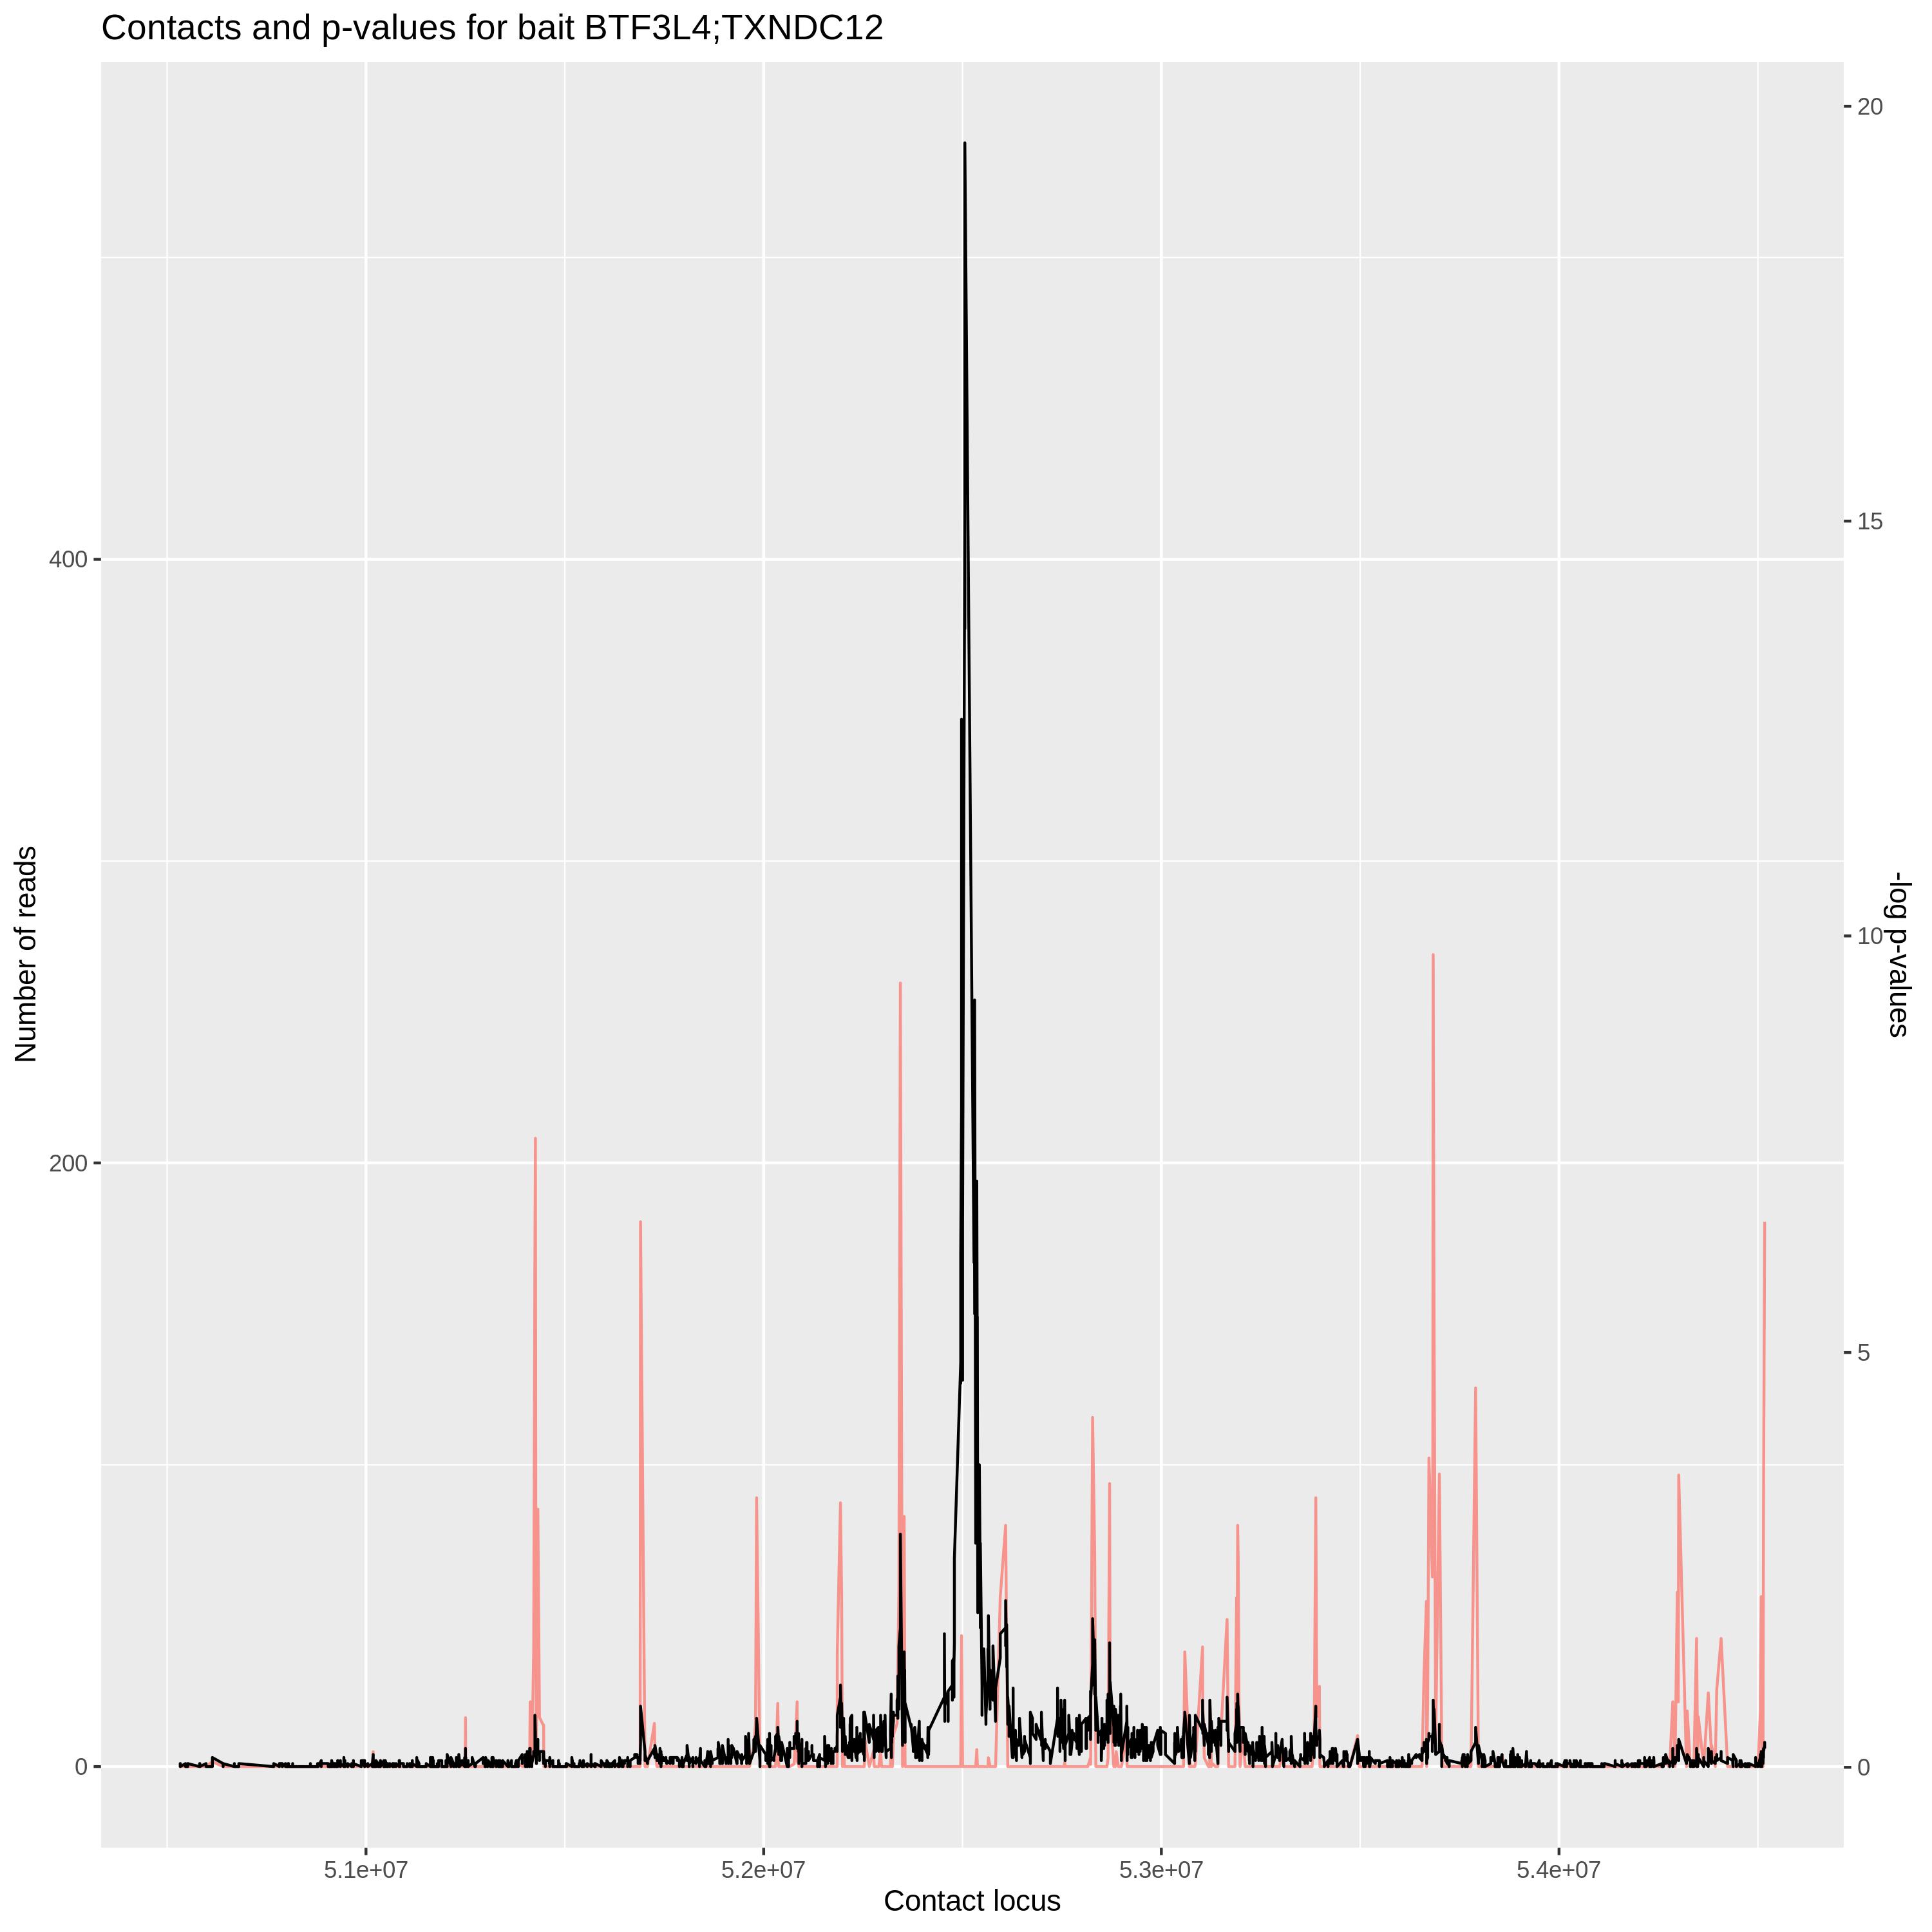 Contacts and p-values for bait BTF3L4;TXNDC12
20
15
10
5
0
-log p-values
400
200
0
Number of reads
5.1e+07
5.2e+07
5.3e+07
5.4e+07
Contact locus